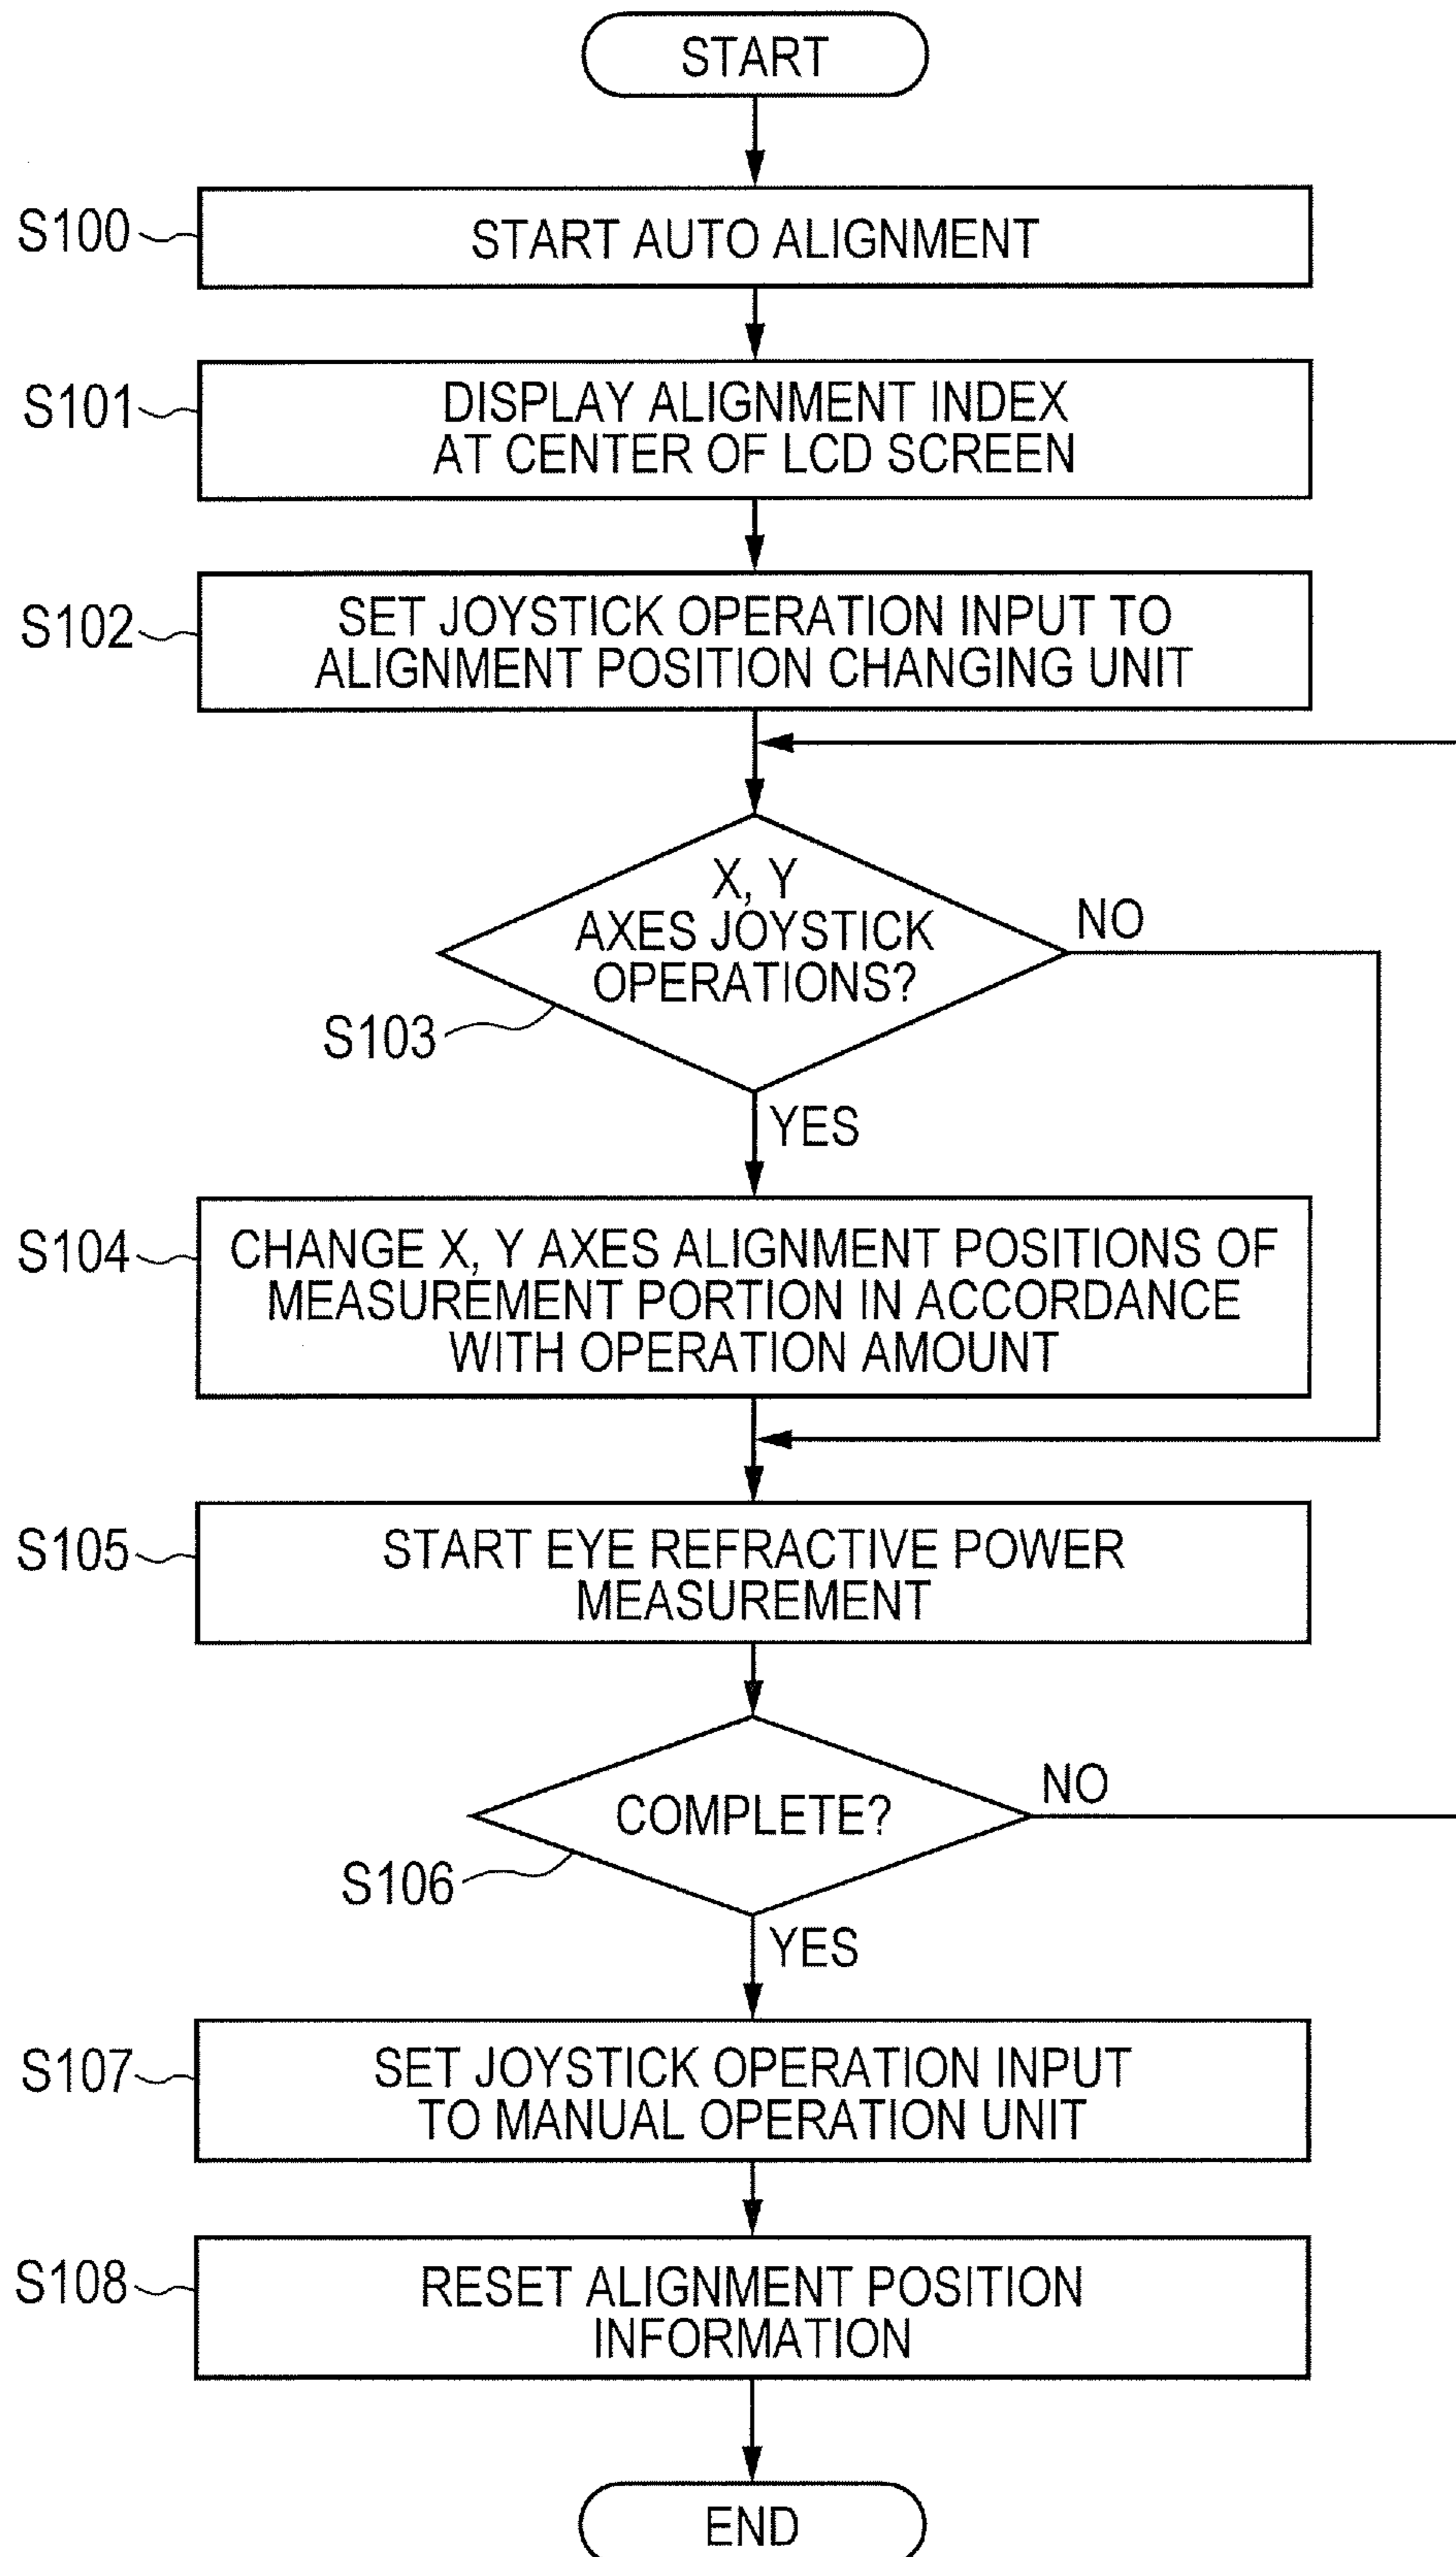 START
S100
START AUTO ALIGNMENT
S101
DISPLAY ALIGNMENT INDEX
AT CENTER OF LCD SCREEN
S102
SET JOYSTICK OPERATION INPUT TO
ALIGNMENT POSITION CHANGING UNIT
X, Y
AXES JOYSTICK
OPERATIONS?
NO
S103
YES
S104
CHANGE X, Y AXES ALIGNMENT POSITIONS OF
MEASUREMENT PORTION IN ACCORDANCE
WITH OPERATION AMOUNT
S105
START EYE REFRACTIVE POWER
MEASUREMENT
COMPLETE?
NO
S106
YES
S107
SET JOYSTICK OPERATION INPUT
TO MANUAL OPERATION UNIT
S108
RESET ALIGNMENT POSITION
INFORMATION
END